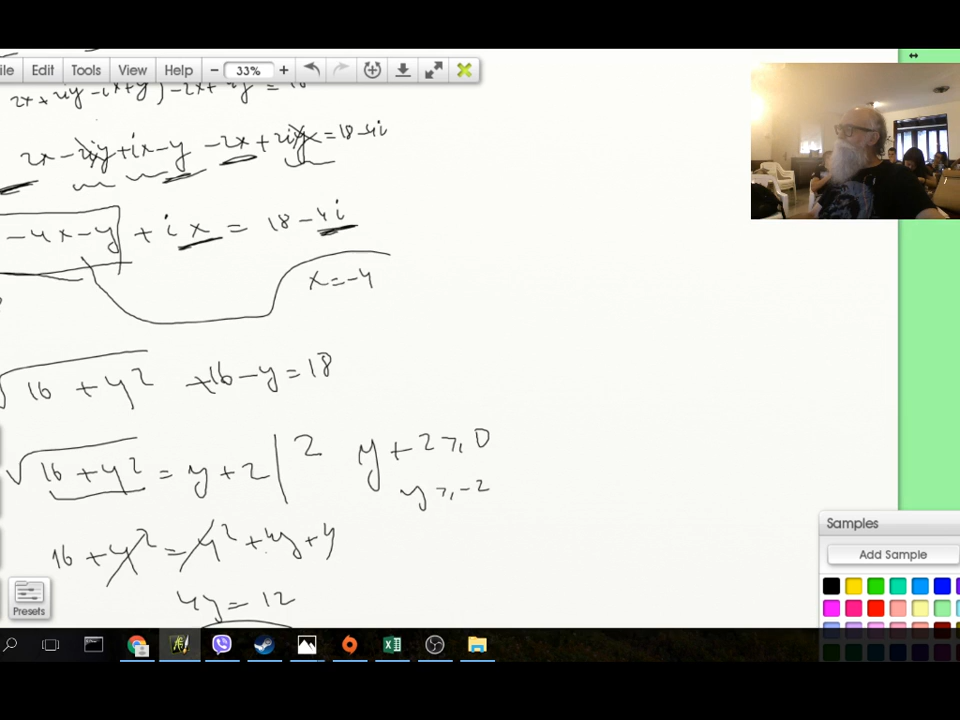 ile Edit Tools View Help − 33% +
2x - 2iy + ix - y - 2x + 2iy = 18 - 4i
- 4x - y + ix = 18 - 4i
x = -4
√16 + y² +16 - y = 18
√16 + y² = y + 2 |² y + 2 ⩾ 0
y ⩾ -2
16 + y² = y² + 4y + 4
4y = 12
Presets
Samples
Add Sample